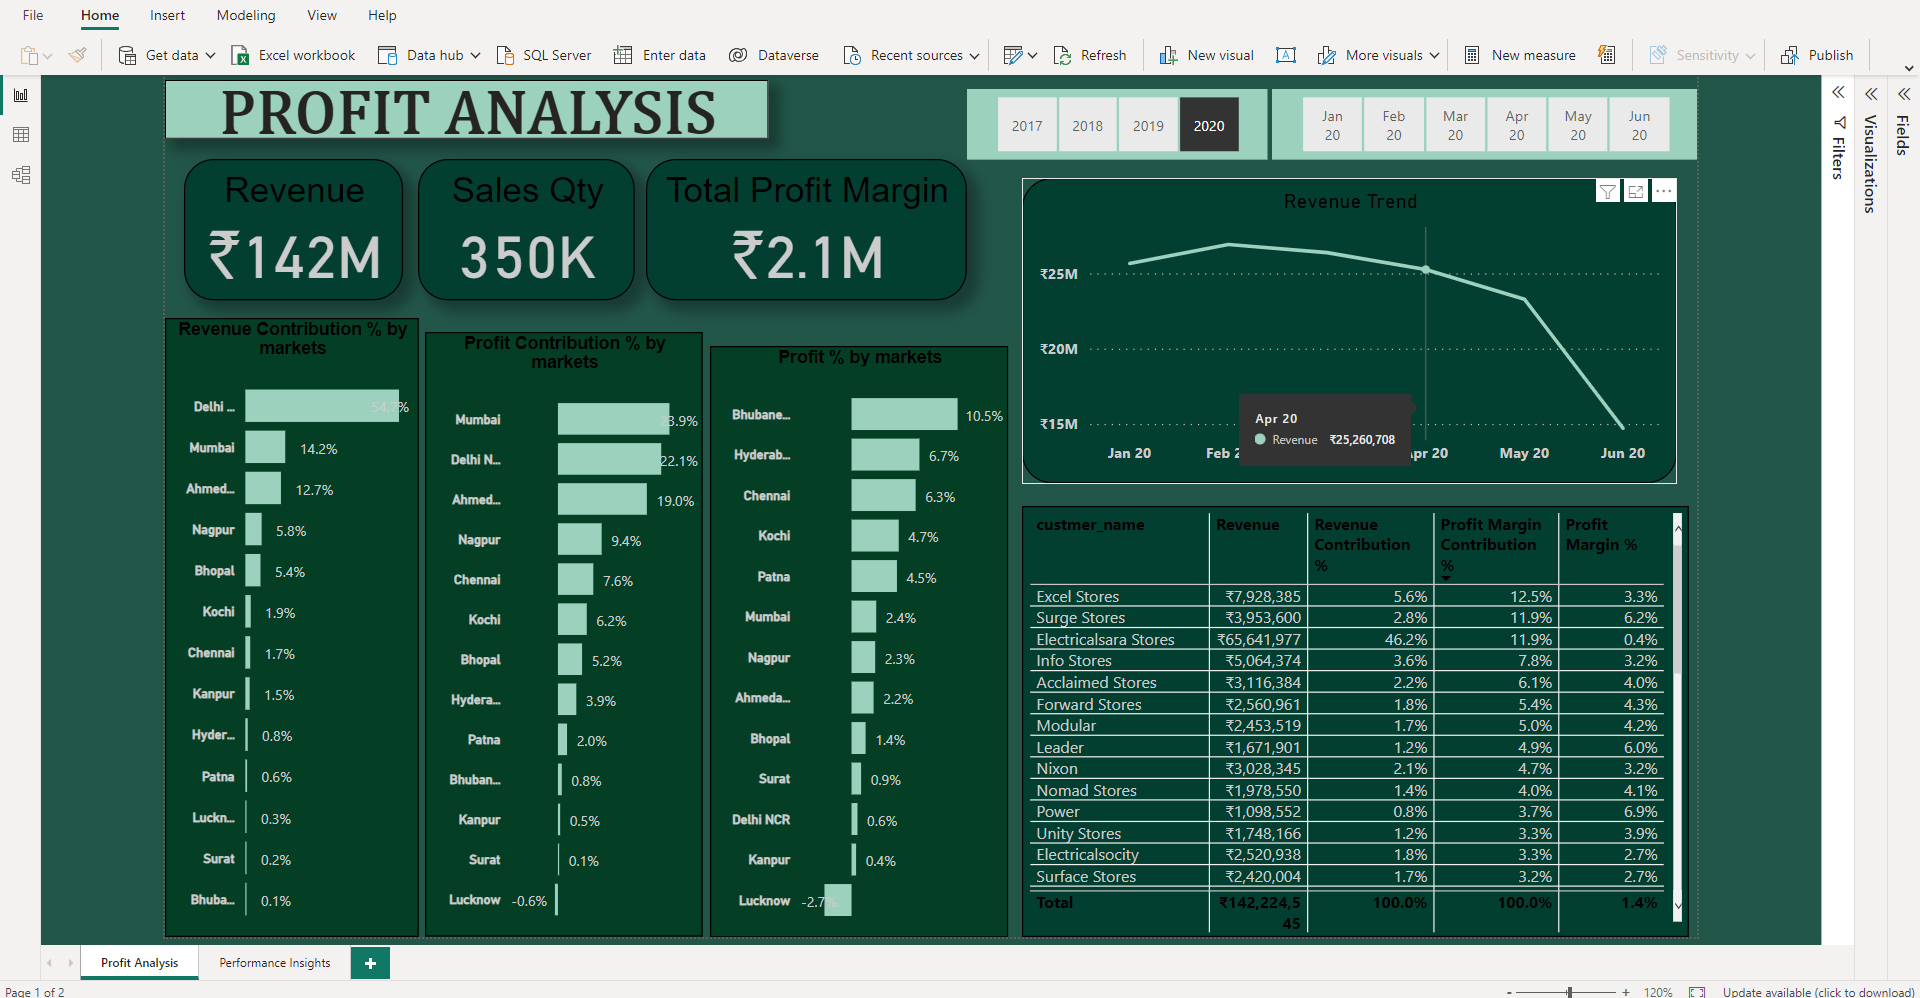 File Home Insert Modeling View Help
Get data Excel workbook Data hub SQL Server Enter data Dataverse Recent sources Refresh New visual More visuals New measure Sensitivity Publish
PROFIT ANALYSIS
2017 2018 2019 2020
Jan 20 Feb 20 Mar 20 Apr 20 May 20 Jun 20
Filters
Visualizations
Fields
Revenue
₹142M
Sales Qty
350K
Total Profit Margin
₹2.1M
Revenue Trend
₹25M
₹20M
₹15M
Apr 20
Revenue ₹25,260,708
Jan 20 Feb 2 pr 20 May 20 Jun 20
Revenue Contribution % by
markets
Delhi ... 54.7%
Mumbai 14.2%
Ahmed... 12.7%
Nagpur 5.8%
Bhopal 5.4%
Kochi 1.9%
Chennai 1.7%
Kanpur 1.5%
Hyder... 0.8%
Patna 0.6%
Luckn... 0.3%
Surat 0.2%
Bhuba... 0.1%
Profit Contribution % by
markets
Mumbai 23.9%
Delhi N... 22.1%
Ahmed... 19.0%
Nagpur 9.4%
Chennai 7.6%
Kochi 6.2%
Bhopal 5.2%
Hydera... 3.9%
Patna 2.0%
Bhuban... 0.8%
Kanpur 0.5%
Surat 0.1%
Lucknow -0.6%
Profit % by markets
Bhubane... 10.5%
Hyderab... 6.7%
Chennai 6.3%
Kochi 4.7%
Patna 4.5%
Mumbai 2.4%
Nagpur 2.3%
Ahmeda... 2.2%
Bhopal 1.4%
Surat 0.9%
Delhi NCR 0.6%
Kanpur 0.4%
Lucknow -2.7%
custmer_name Revenue Revenue Contribution % Profit Margin Contribution % Profit Margin %
Excel Stores ₹7,928,385 5.6% 12.5% 3.3%
Surge Stores ₹3,953,600 2.8% 11.9% 6.2%
Electricalsara Stores ₹65,641,977 46.2% 11.9% 0.4%
Info Stores ₹5,064,374 3.6% 7.8% 3.2%
Acclaimed Stores ₹3,116,384 2.2% 6.1% 4.0%
Forward Stores ₹2,560,961 1.8% 5.4% 4.3%
Modular ₹2,453,519 1.7% 5.0% 4.2%
Leader ₹1,671,901 1.2% 4.9% 6.0%
Nixon ₹3,028,345 2.1% 4.7% 3.2%
Nomad Stores ₹1,978,550 1.4% 4.0% 4.1%
Power ₹1,098,552 0.8% 3.7% 6.9%
Unity Stores ₹1,748,166 1.2% 3.3% 3.9%
Electricalsocity ₹2,520,938 1.8% 3.3% 2.7%
Surface Stores ₹2,420,004 1.7% 3.2% 2.7%
Total ₹142,224,5 100.0% 100.0% 1.4%
45
Profit Analysis Performance Insights +
Page 1 of 2 - + 120% Update available (click to download)